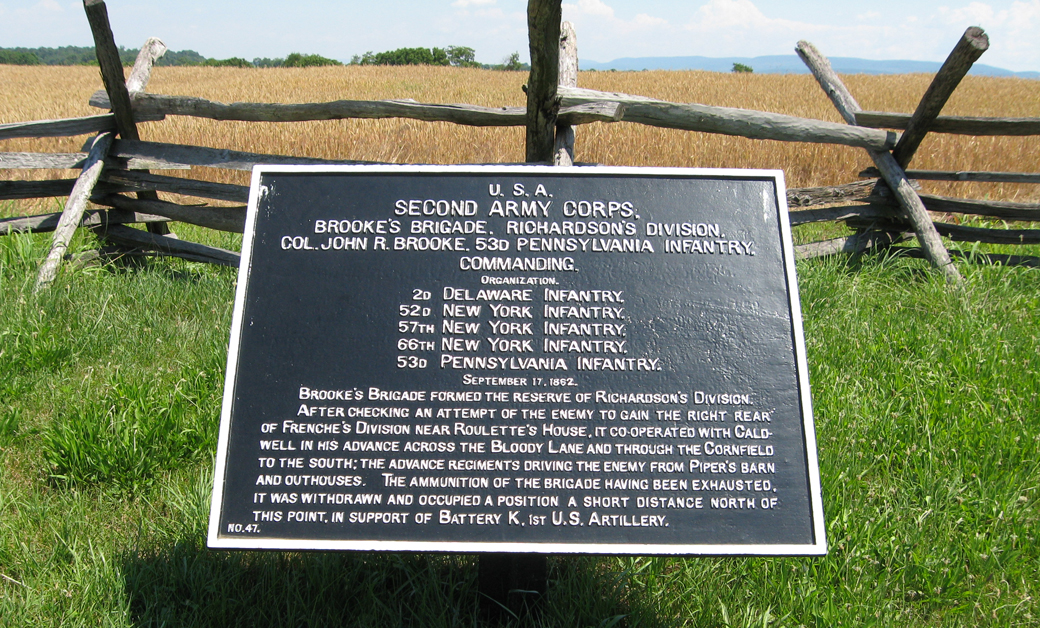 U. S. A.
SECOND ARMY CORPS.
BROOKE'S BRIGADE, RICHARDSON'S DIVISION.
COL. JOHN R. BROOKE, 53D PENNSYLVANIA INFANTRY,
COMMANDING.
ORGANIZATION.
2D DELAWARE INFANTRY,
52D NEW YORK INFANTRY,
57TH NEW YORK INFANTRY,
66TH NEW YORK INFANTRY,
53D PENNSYLVANIA INFANTRY.
SEPTEMBER 17, 1862.
BROOKE'S BRIGADE FORMED THE RESERVE OF RICHARDSON'S DIVISION.
AFTER CHECKING AN ATTEMPT OF THE ENEMY TO GAIN THE RIGHT REAR
OF FRENCHE'S DIVISION NEAR ROULETTE'S HOUSE, IT CO-OPERATED WITH CALD-
WELL IN HIS ADVANCE ACROSS THE BLOODY LANE AND THROUGH THE CORNFIELD
TO THE SOUTH; THE ADVANCE REGIMENTS DRIVING THE ENEMY FROM PIPER'S BARN
AND OUTHOUSES. THE AMMUNITION OF THE BRIGADE HAVING BEEN EXHAUSTED,
IT WAS WITHDRAWN AND OCCUPIED A POSITION A SHORT DISTANCE NORTH OF
THIS POINT, IN SUPPORT OF BATTERY K, 1ST U.S. ARTILLERY.
NO. 47.